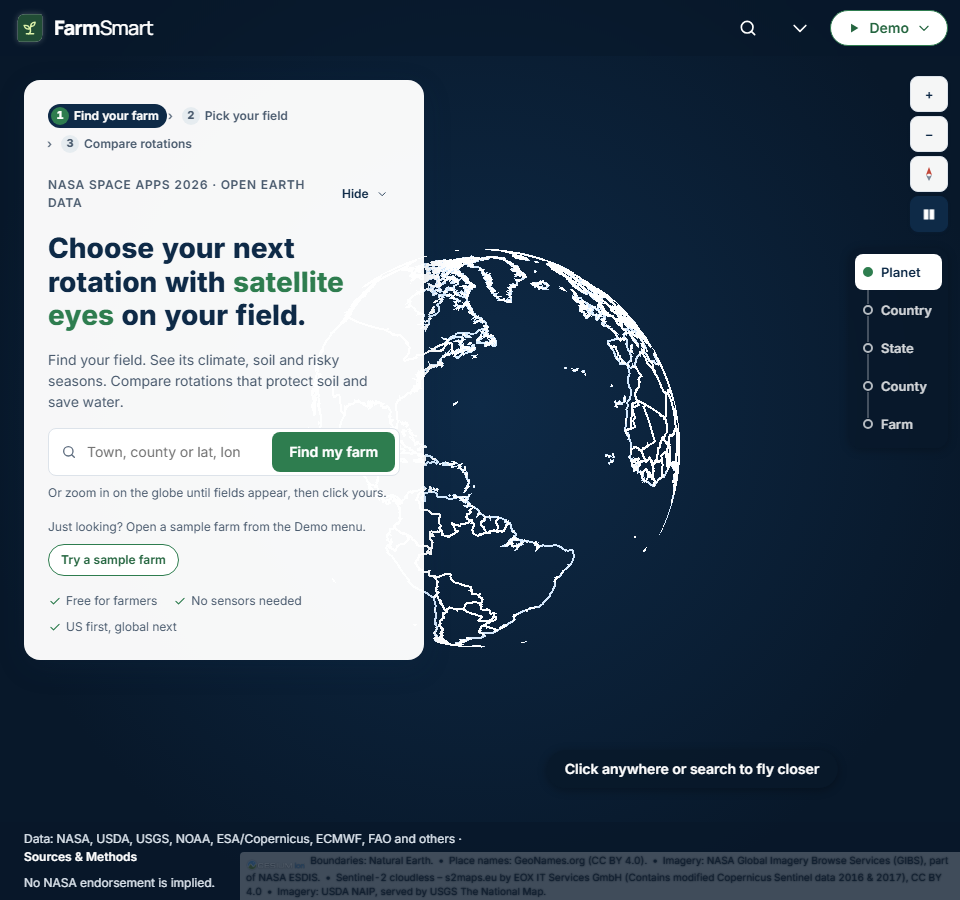 FarmSmart
Demo
1 Find your farm › 2 Pick your field
› 3 Compare rotations
NASA SPACE APPS 2026 · OPEN EARTH
DATA
Hide
Choose your next
rotation with satellite
eyes on your field.
Find your field. See its climate, soil and risky
seasons. Compare rotations that protect soil and
save water.
Town, county or lat, lon
Find my farm
Or zoom in on the globe until fields appear, then click yours.
Just looking? Open a sample farm from the Demo menu.
Try a sample farm
✓ Free for farmers ✓ No sensors needed
✓ US first, global next
+
−
Planet
Country
State
County
Farm
Click anywhere or search to fly closer
Data: NASA, USDA, USGS, NOAA, ESA/Copernicus, ECMWF, FAO and others ·
Sources & Methods
No NASA endorsement is implied.
Boundaries: Natural Earth. • Place names: GeoNames.org (CC BY 4.0). • Imagery: NASA Global Imagery Browse Services (GIBS), part
of NASA ESDIS. • Sentinel-2 cloudless – s2maps.eu by EOX IT Services GmbH (Contains modified Copernicus Sentinel data 2016 & 2017), CC BY
4.0 • Imagery: USDA NAIP, served by USGS The National Map.